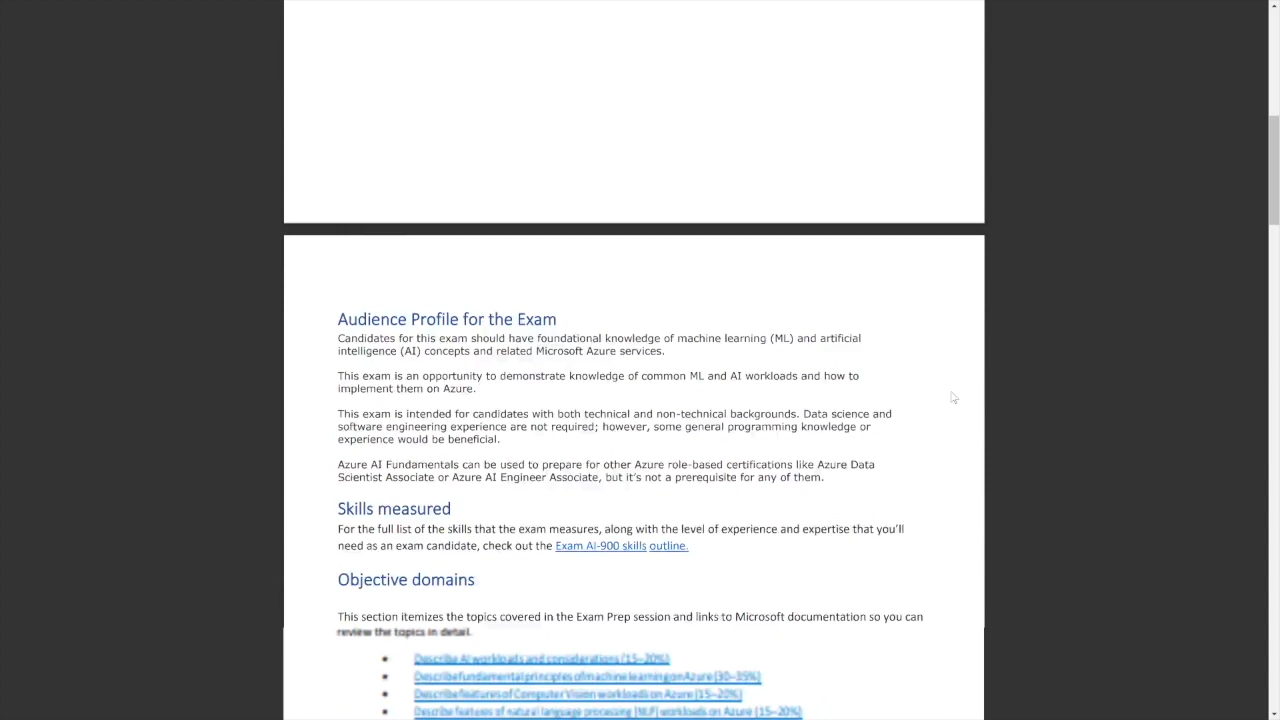 Audience Profile for the Exam
Candidates for this exam should have foundational knowledge of machine learning (ML) and artificial
intelligence (AI) concepts and related Microsoft Azure services.
This exam is an opportunity to demonstrate knowledge of common ML and AI workloads and how to
implement them on Azure.
This exam is intended for candidates with both technical and non-technical backgrounds. Data science and
software engineering experience are not required; however, some general programming knowledge or
experience would be beneficial.
Azure AI Fundamentals can be used to prepare for other Azure role-based certifications like Azure Data
Scientist Associate or Azure AI Engineer Associate, but it's not a prerequisite for any of them.
Skills measured
For the full list of the skills that the exam measures, along with the level of experience and expertise that you'll
need as an exam candidate, check out the Exam AI-900 skills outline.
Objective domains
This section itemizes the topics covered in the Exam Prep session and links to Microsoft documentation so you can
review the topics in detail.
• Describe AI workloads and considerations (15–20%)
• Describe fundamental principles of machine learning on Azure (30–35%)
• Describe features of Computer Vision workloads on Azure (15–20%)
• Describe features of natural language processing (NLP) workloads on Azure (15–20%)